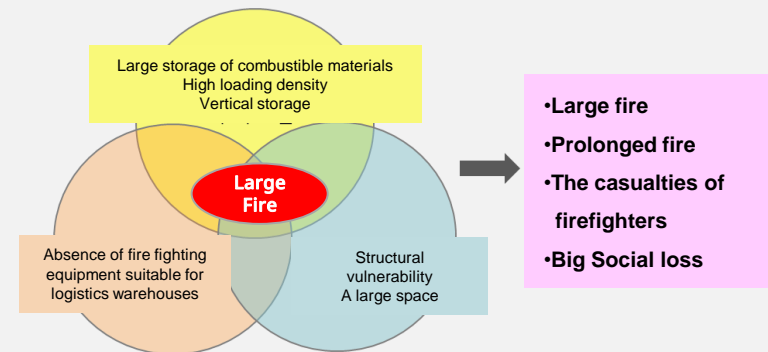 Large storage of combustible materials
High loading density
Vertical storage
Large
Fire
Absence of fire fighting
equipment suitable for
logistics warehouses
Structural
vulnerability
A large space
•Large fire
•Prolonged fire
•The casualties of
firefighters
•Big Social loss